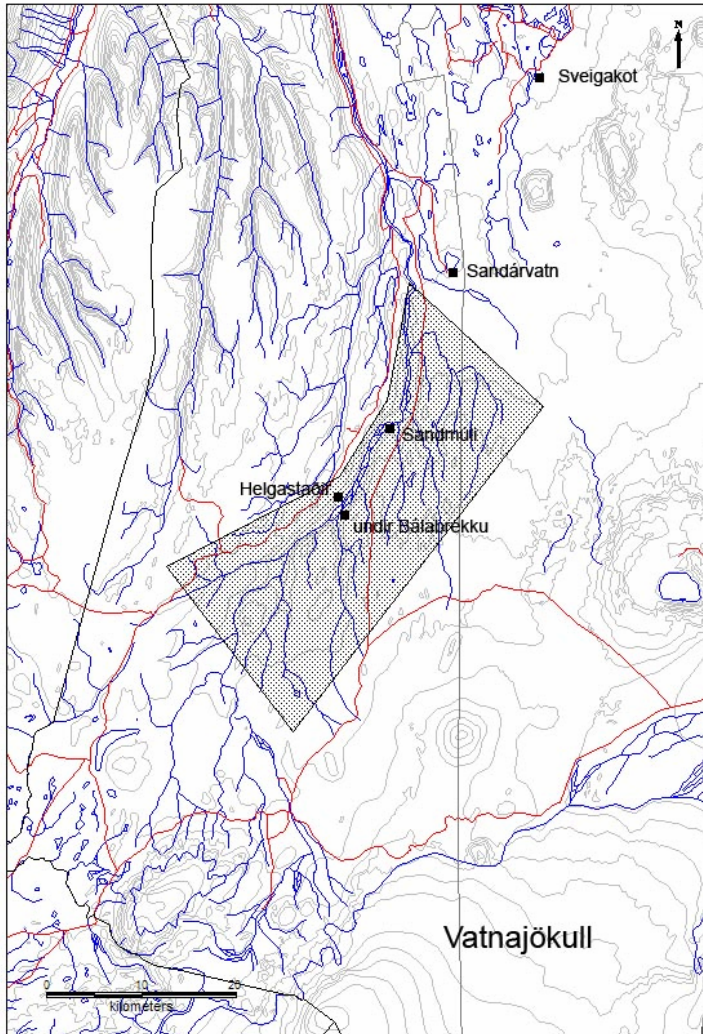 N
Sveigakot
Sandárvatn
Sandmúli
Helgastaðir
undir Bálabrekku
Vatnajökull
0 10 20
kilometers